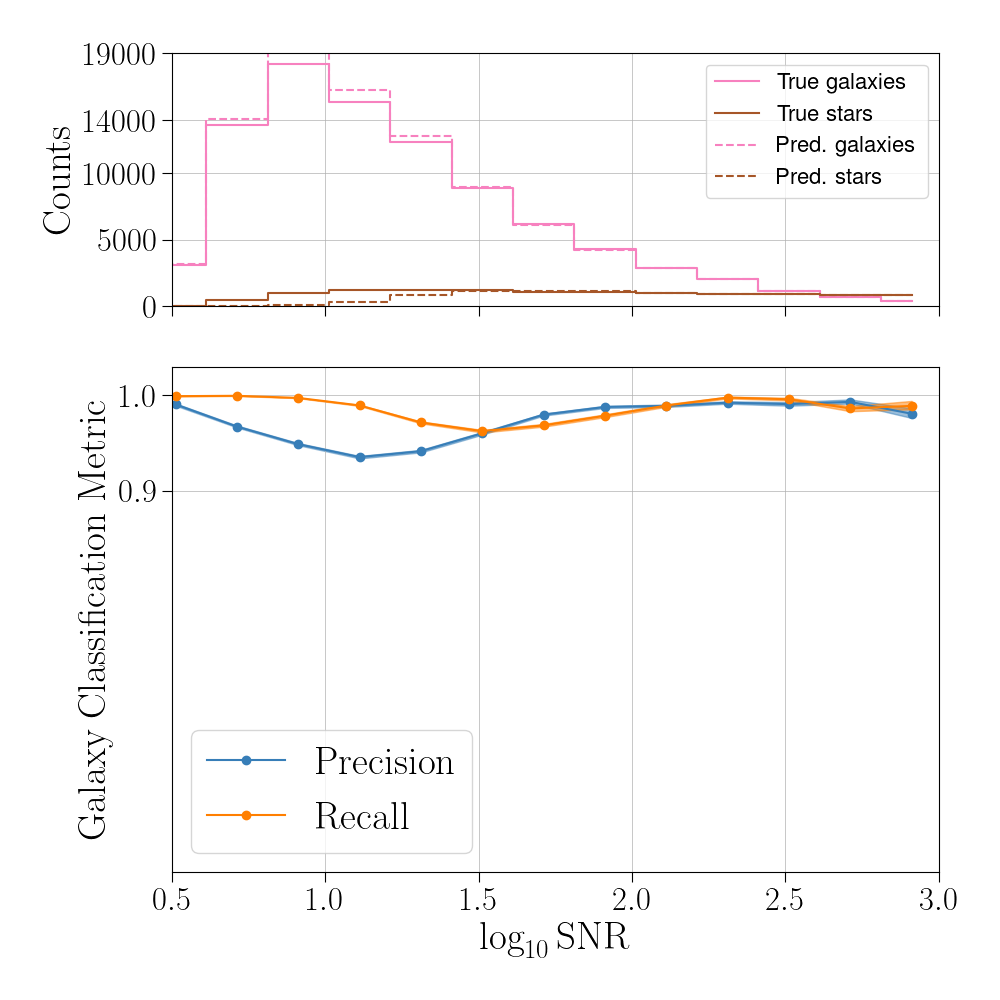 19000
14000
10000
5000
0
Counts
True galaxies
True stars
Pred. galaxies
Pred. stars
1.0
0.9
Galaxy Classification Metric
Precision
Recall
0.5 1.0 1.5 2.0 2.5 3.0
log₁₀ SNR